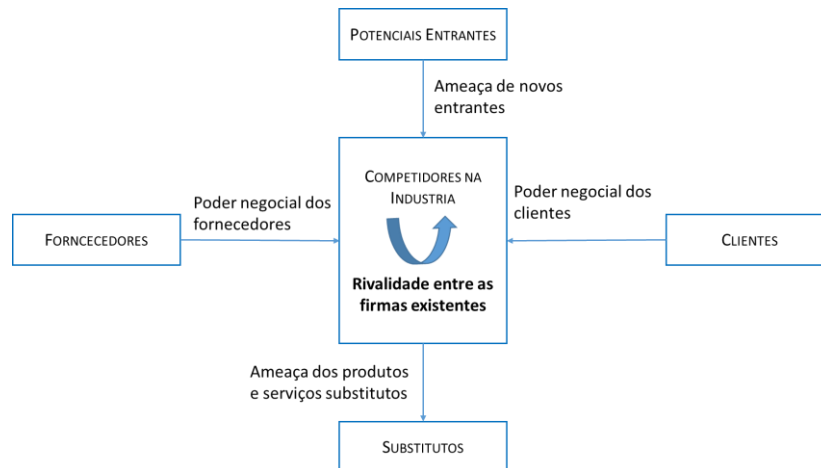 POTENCIAIS ENTRANTES
Ameaça de novos
entrantes
COMPETIDORES NA
INDUSTRIA
Poder negocial dos
fornecedores
Poder negocial dos
clientes
FORNCECEDORES
CLIENTES
Rivalidade entre as
firmas existentes
Ameaça dos produtos
e serviços substitutos
SUBSTITUTOS